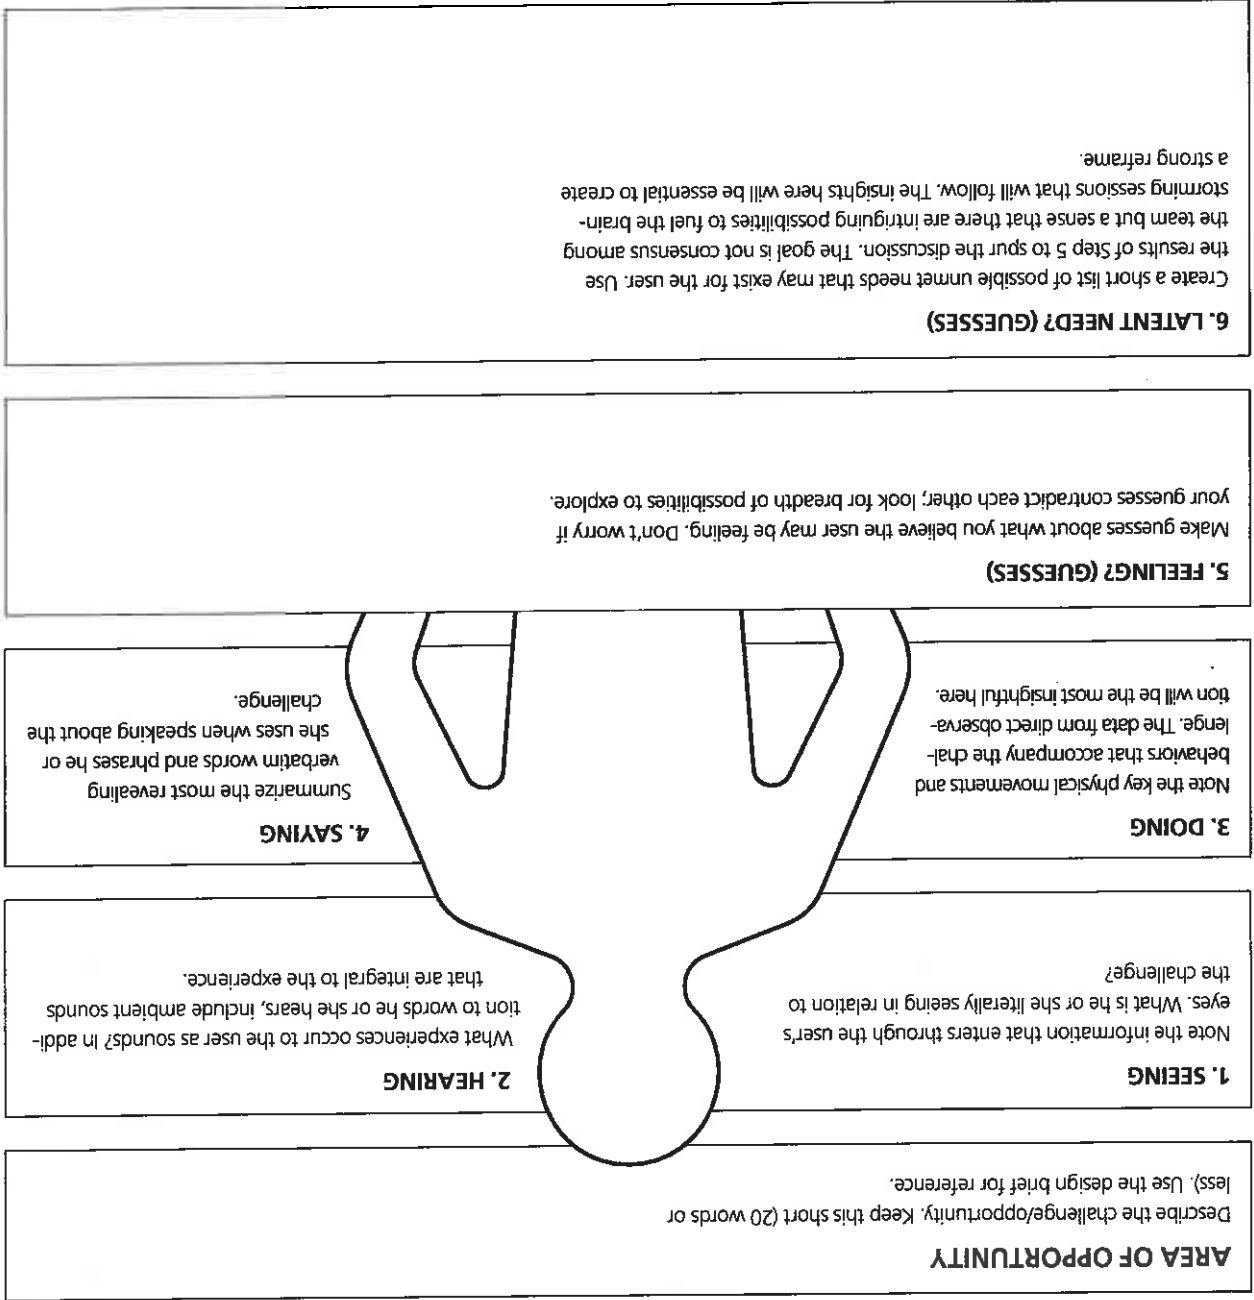 AREA OF OPPORTUNITY
Describe the challenge/opportunity. Keep this short (20 words or
less). Use the design brief for reference.
1. SEEING
Note the information that enters through the user's
eyes. What is he or she literally seeing in relation to
the challenge?
2. HEARING
What experiences occur to the user as sounds? In addi-
tion to words he or she hears, include ambient sounds
that are integral to the experience.
3. DOING
Note the key physical movements and
behaviors that accompany the chal-
lenge. The data from direct observa-
tion will be the most insightful here.
4. SAYING
Summarize the most revealing
verbatim words and phrases he or
she uses when speaking about the
challenge.
5. FEELING? (GUESSES)
Make guesses about what you believe the user may be feeling. Don't worry if
your guesses contradict each other; look for breadth of possibilities to explore.
6. LATENT NEED? (GUESSES)
Create a short list of possible unmet needs that may exist for the user. Use
the results of Step 5 to spur the discussion. The goal is not consensus among
the team but a sense that there are intriguing possibilities to fuel the brain-
storming sessions that will follow. The insights here will be essential to create
a strong reframe.